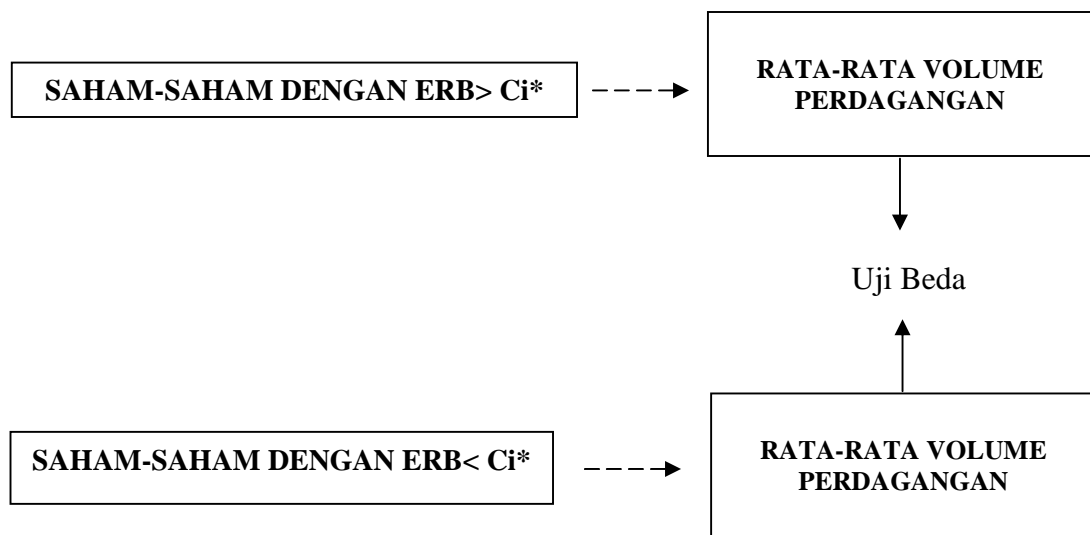 SAHAM-SAHAM DENGAN ERB> Ci*
RATA-RATA VOLUME
PERDAGANGAN
Uji Beda
SAHAM-SAHAM DENGAN ERB< Ci*
RATA-RATA VOLUME
PERDAGANGAN